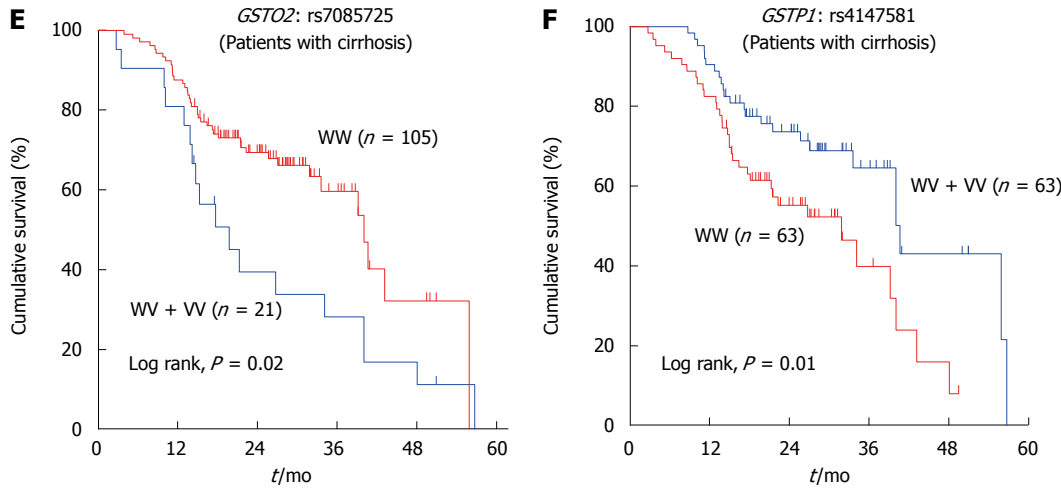 E
GSTO2: rs7085725
(Patients with cirrhosis)
100
80
60
40
20
0
Cumulative survival (%)
WW (n = 105)
WV + VV (n = 21)
Log rank, P = 0.02
0 12 24 36 48 60
t/mo
F
GSTP1: rs4147581
(Patients with cirrhosis)
100
80
60
40
20
0
Cumulative survival (%)
WV + VV (n = 63)
WW (n = 63)
Log rank, P = 0.01
0 12 24 36 48 60
t/mo